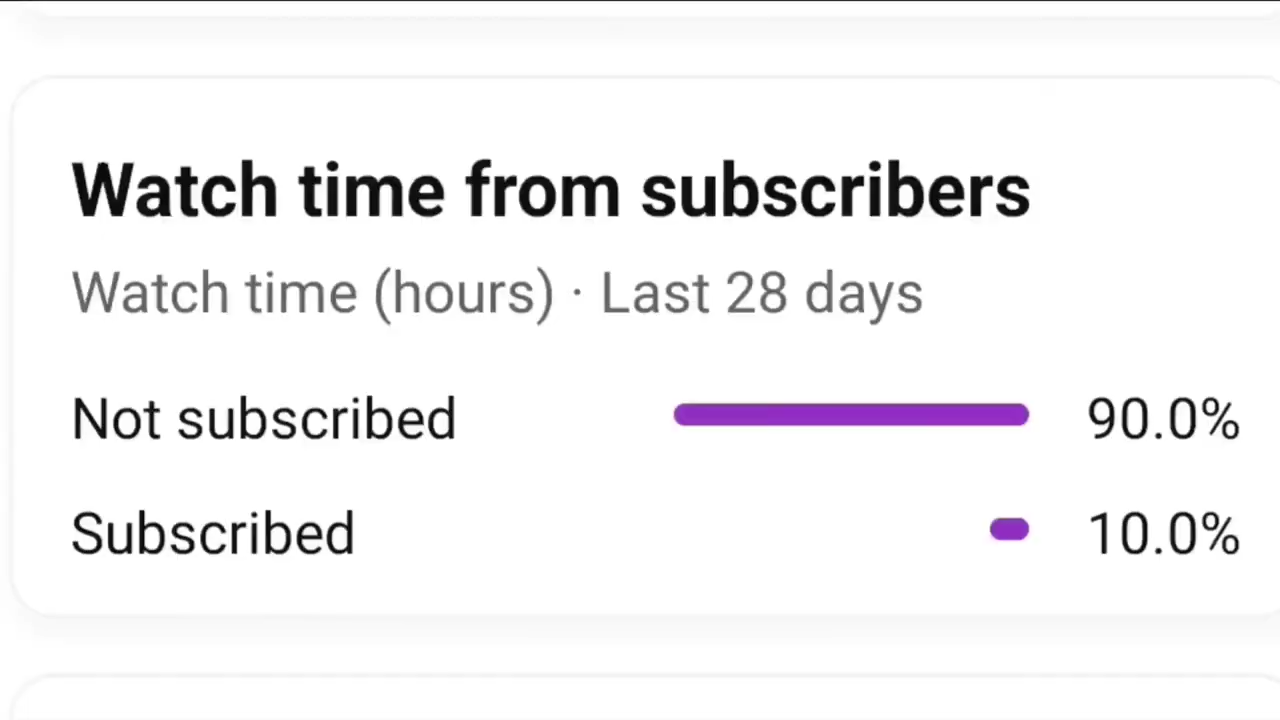 Watch time from subscribers
Watch time (hours) · Last 28 days
Not subscribed 90.0%
Subscribed 10.0%